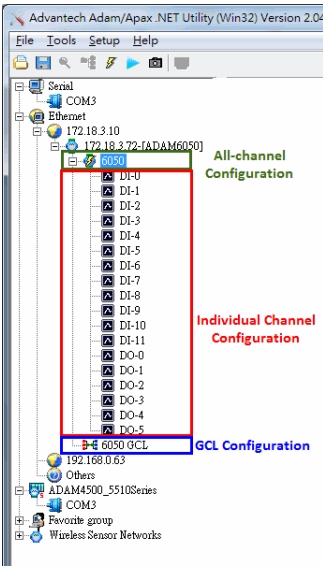 Advantech Adam/Apax .NET Utility (Win32) Version 2.04
File Tools Setup Help
Serial
COM3
Ethernet
172.18.3.10
172.18.3.72-[ADAM6050]
6050
All-channel
Configuration
DI-0
DI-1
DI-2
DI-3
DI-4
DI-5
DI-6
DI-7
DI-8
DI-9
DI-10
DI-11
Individual Channel
Configuration
DO-0
DO-1
DO-2
DO-3
DO-4
DO-5
6050 GCL
GCL Configuration
192.168.0.63
Others
ADAM4500_5510Series
COM3
Favorite group
Wireless Sensor Networks